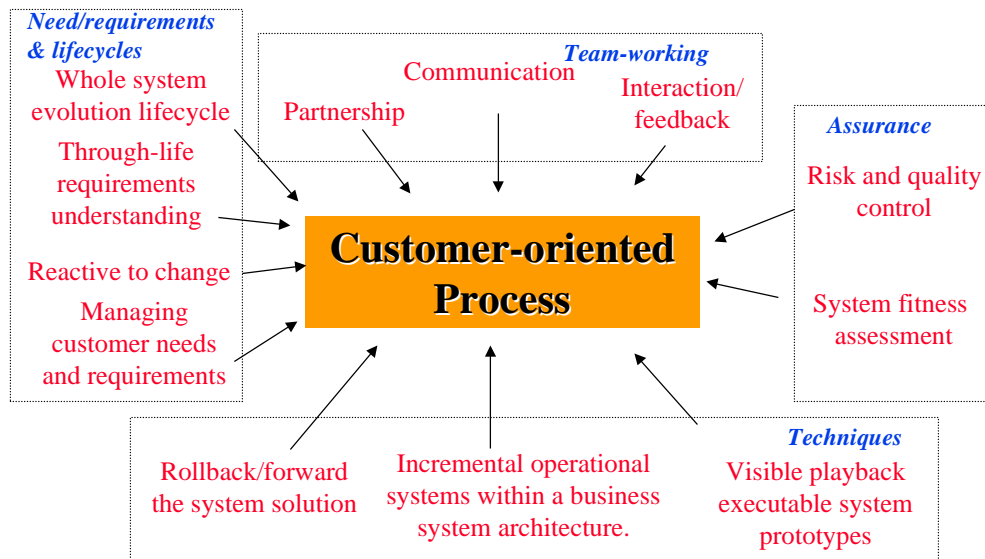 Need/requirements
& lifecycles
Whole system
evolution lifecycle
Through-life
requirements
understanding
Reactive to change
Managing
customer needs
and requirements
Team-working
Communication
Partnership
Interaction/
feedback
Assurance
Risk and quality
control
System fitness
assessment
Customer-oriented
Process
Techniques
Rollback/forward
the system solution
Incremental operational
systems within a business
system architecture.
Visible playback
executable system
prototypes